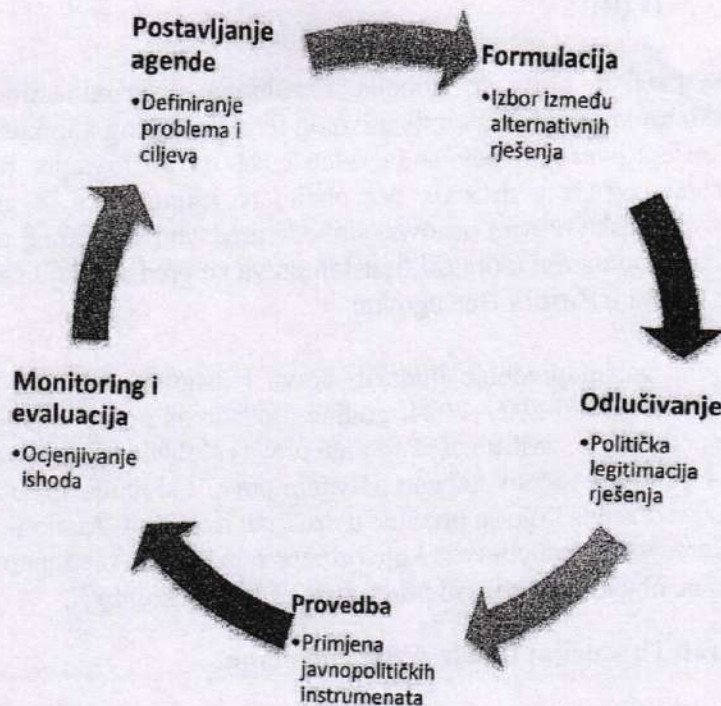 Postavljanje
agende
•Definiranje
problema i
ciljeva
Formulacija
•Izbor između
alternativnih
rješenja
Odlučivanje
•Politička
legitimacija
rješenja
Provedba
•Primjena
javnopolitičkih
instrumenata
Monitoring i
evaluacija
•Ocjenjivanje
ishoda